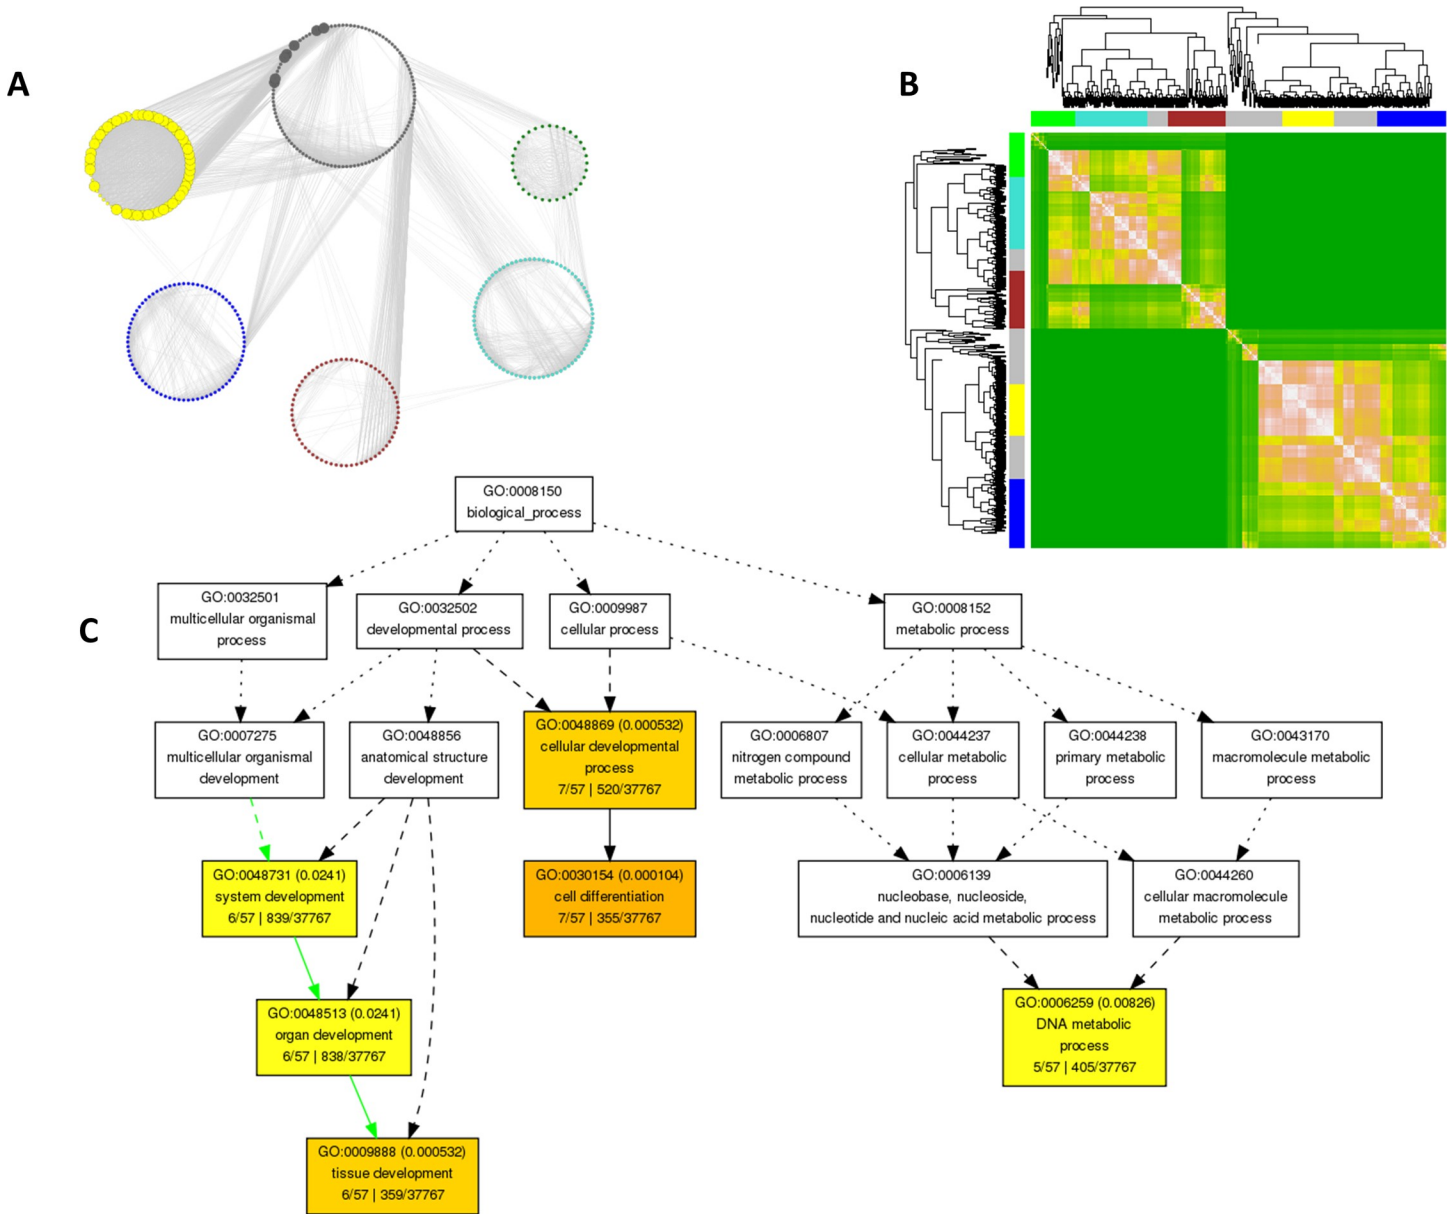 A
B
C
GO:0008150
biological_process
GO:0032501
multicellular organismal
process
GO:0032502
developmental process
GO:0009987
cellular process
GO:0008152
metabolic process
GO:0007275
multicellular organismal
development
GO:0048856
anatomical structure
development
GO:0048869 (0.000532)
cellular developmental
process
7/57 | 520/37767
GO:0006807
nitrogen compound
metabolic process
GO:0044237
cellular metabolic
process
GO:0044238
primary metabolic
process
GO:0043170
macromolecule metabolic
process
GO:0048731 (0.0241)
system development
6/57 | 839/37767
GO:0030154 (0.000104)
cell differentiation
7/57 | 355/37767
GO:0006139
nucleobase, nucleoside,
nucleotide and nucleic acid metabolic process
GO:0044260
cellular macromolecule
metabolic process
GO:0048513 (0.0241)
organ development
6/57 | 838/37767
GO:0006259 (0.00826)
DNA metabolic
process
5/57 | 405/37767
GO:0009888 (0.000532)
tissue development
6/57 | 359/37767